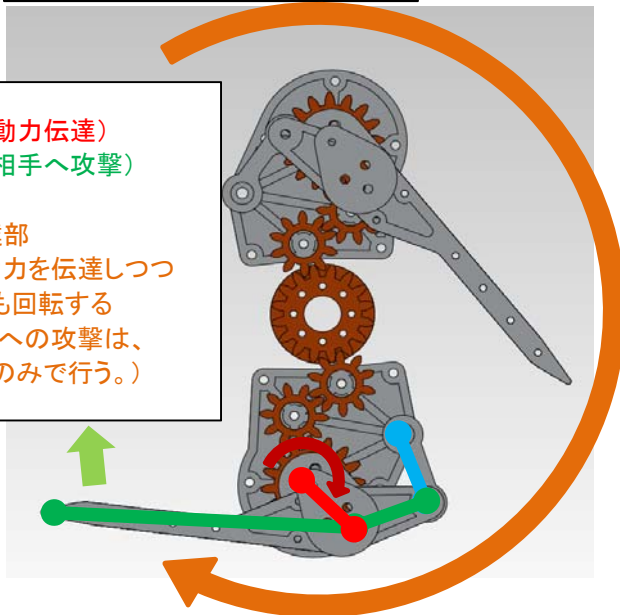 動力伝達）
相手へ攻撃）
部
力を伝達しつつ
も回転する
への攻撃は、
のみで行う。）